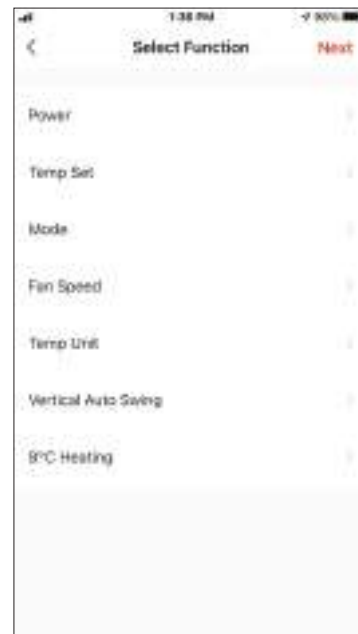 1:38 PM
Select Function
Next
Power
Temp Set
Mode
Fan Speed
Temp Unit
Vertical Auto Swing
8°C Heating